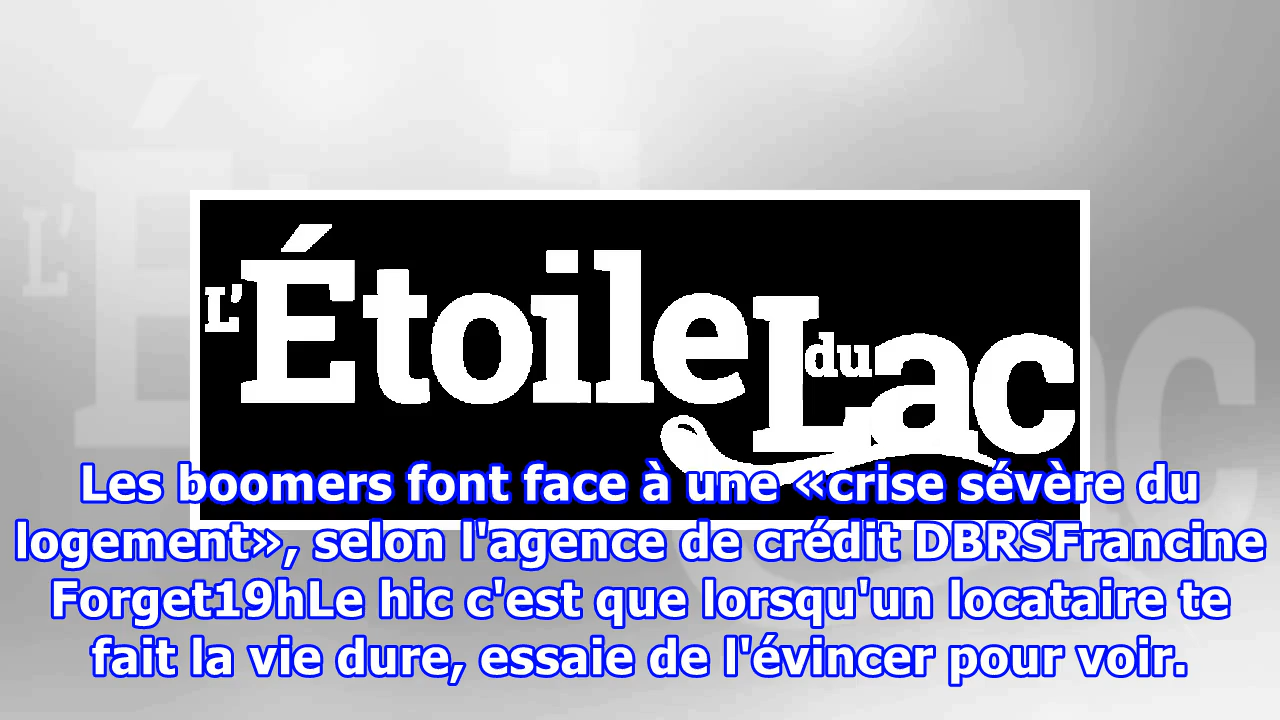 L'Étoile
du
Lac
Les boomers font face à une «crise sévère du
logement», selon l'agence de crédit DBRSFrancine
Forget19hLe hic c'est que lorsqu'un locataire te
fait la vie dure, essaie de l'évincer pour voir.